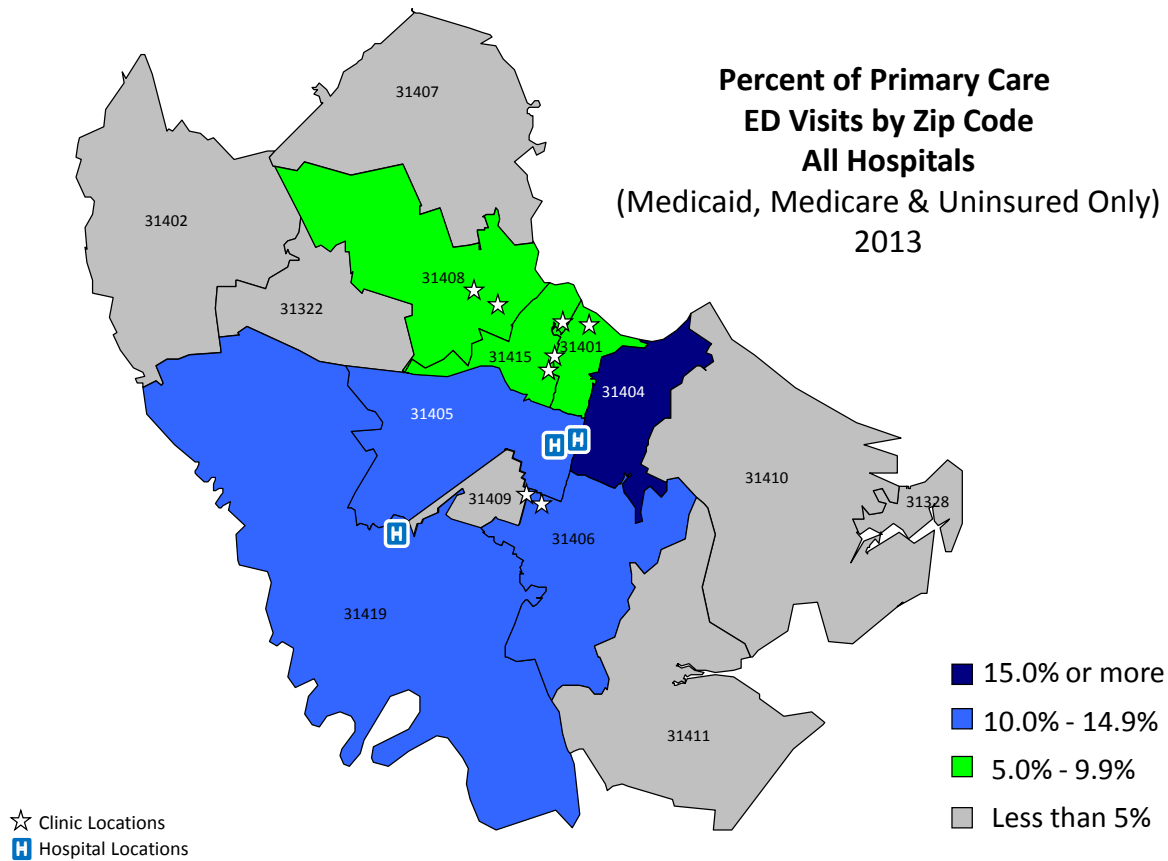 Percent of Primary Care
ED Visits by Zip Code
All Hospitals
(Medicaid, Medicare & Uninsured Only)
2013
31407
31402
31408
31322
31401
31415
31404
31405
31410
31409
31328
31406
31419
31411
15.0% or more
10.0% - 14.9%
5.0% - 9.9%
Less than 5%
Clinic Locations
H Hospital Locations
H
H
H